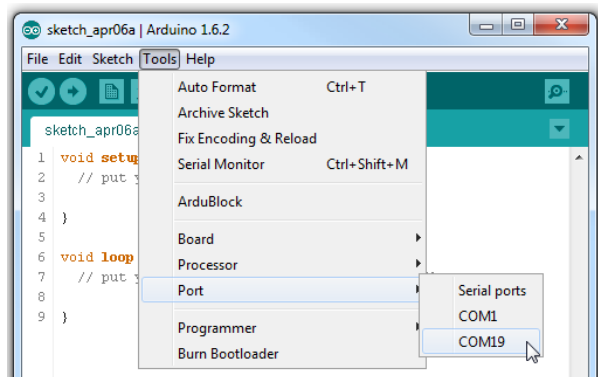 sketch_apr06a | Arduino 1.6.2
File Edit Sketch Tools Help
Auto Format Ctrl+T
Archive Sketch
sketch_apr06a
Fix Encoding & Reload
Serial Monitor Ctrl+Shift+M
ArduBlock
Board
Processor
Port
Programmer
Burn Bootloader
Serial ports
COM1
COM19
1 void setup
2 // put
3
4 }
5
6 void loop
7 // put
8
9 }